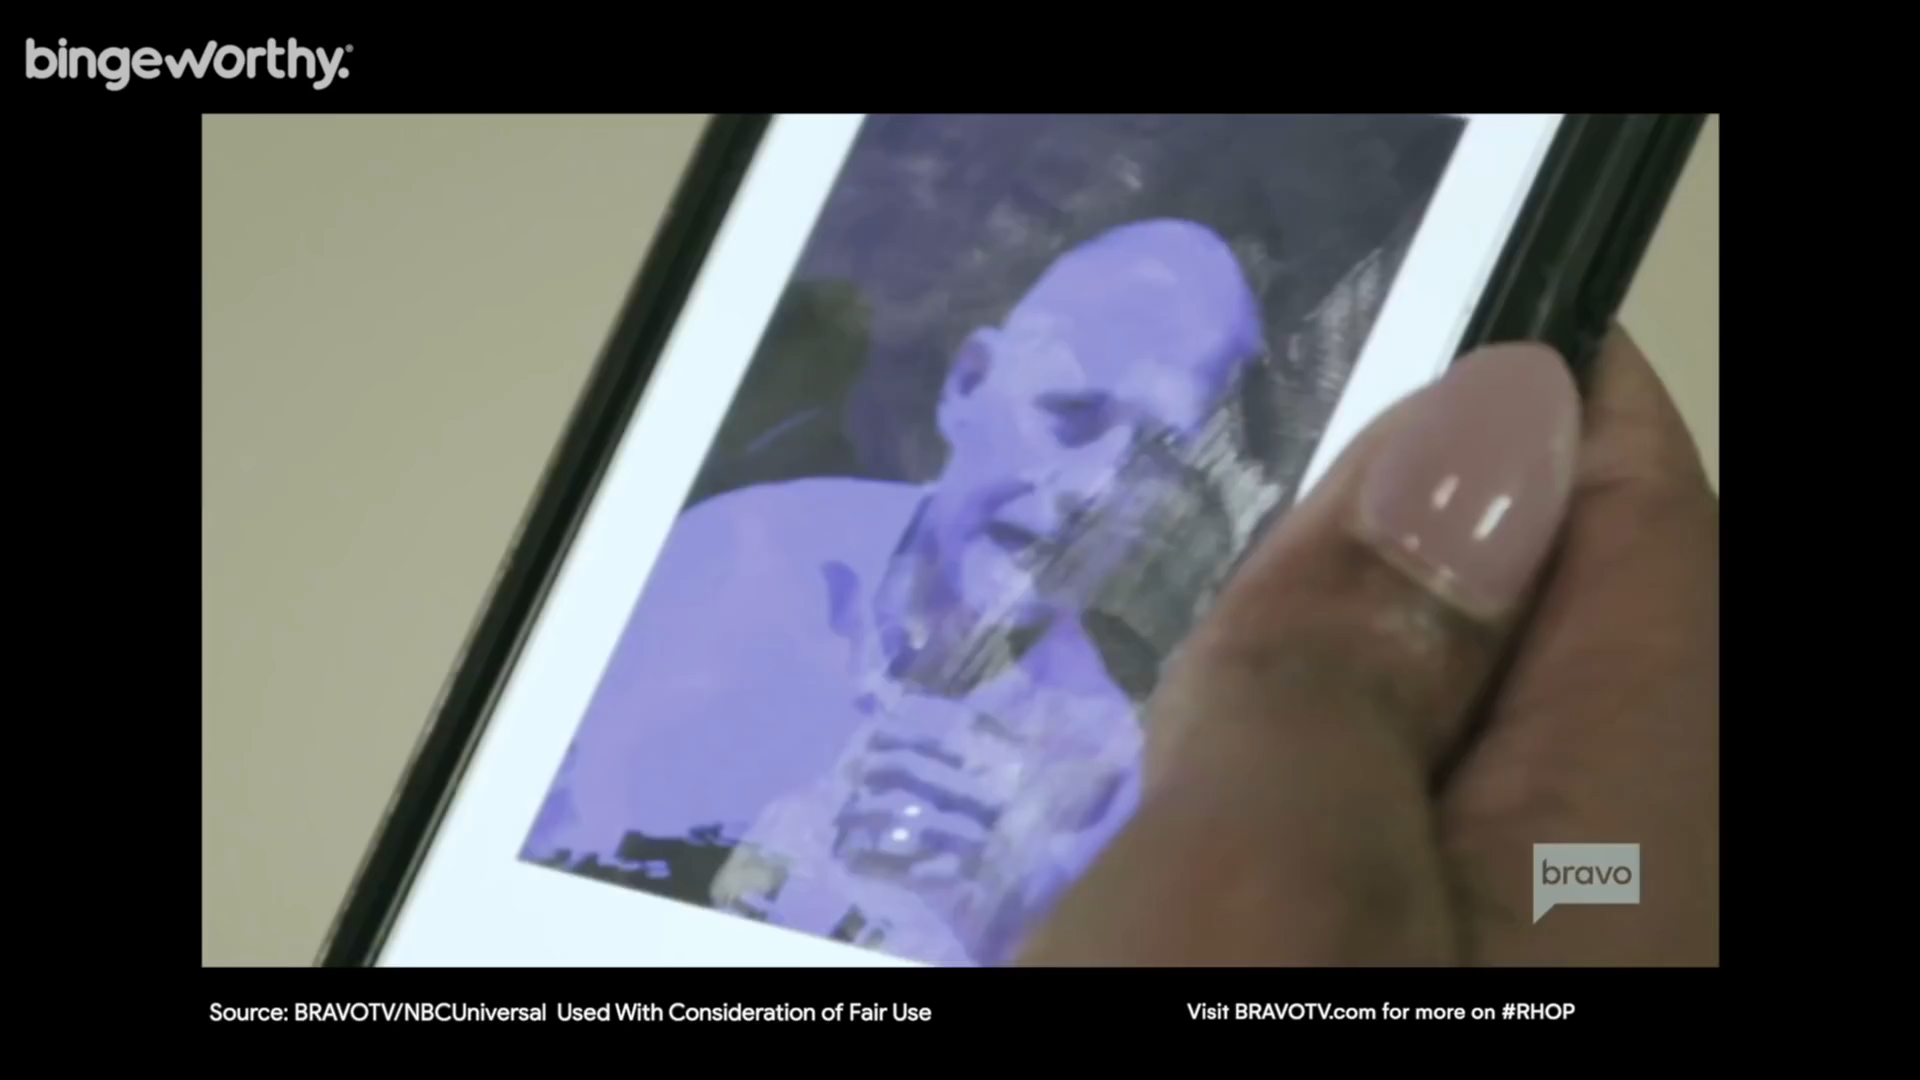 bingeworthy.
bravo
Source: BRAVOTV/NBCUniversal Used With Consideration of Fair Use
Visit BRAVOTV.com for more on #RHOP